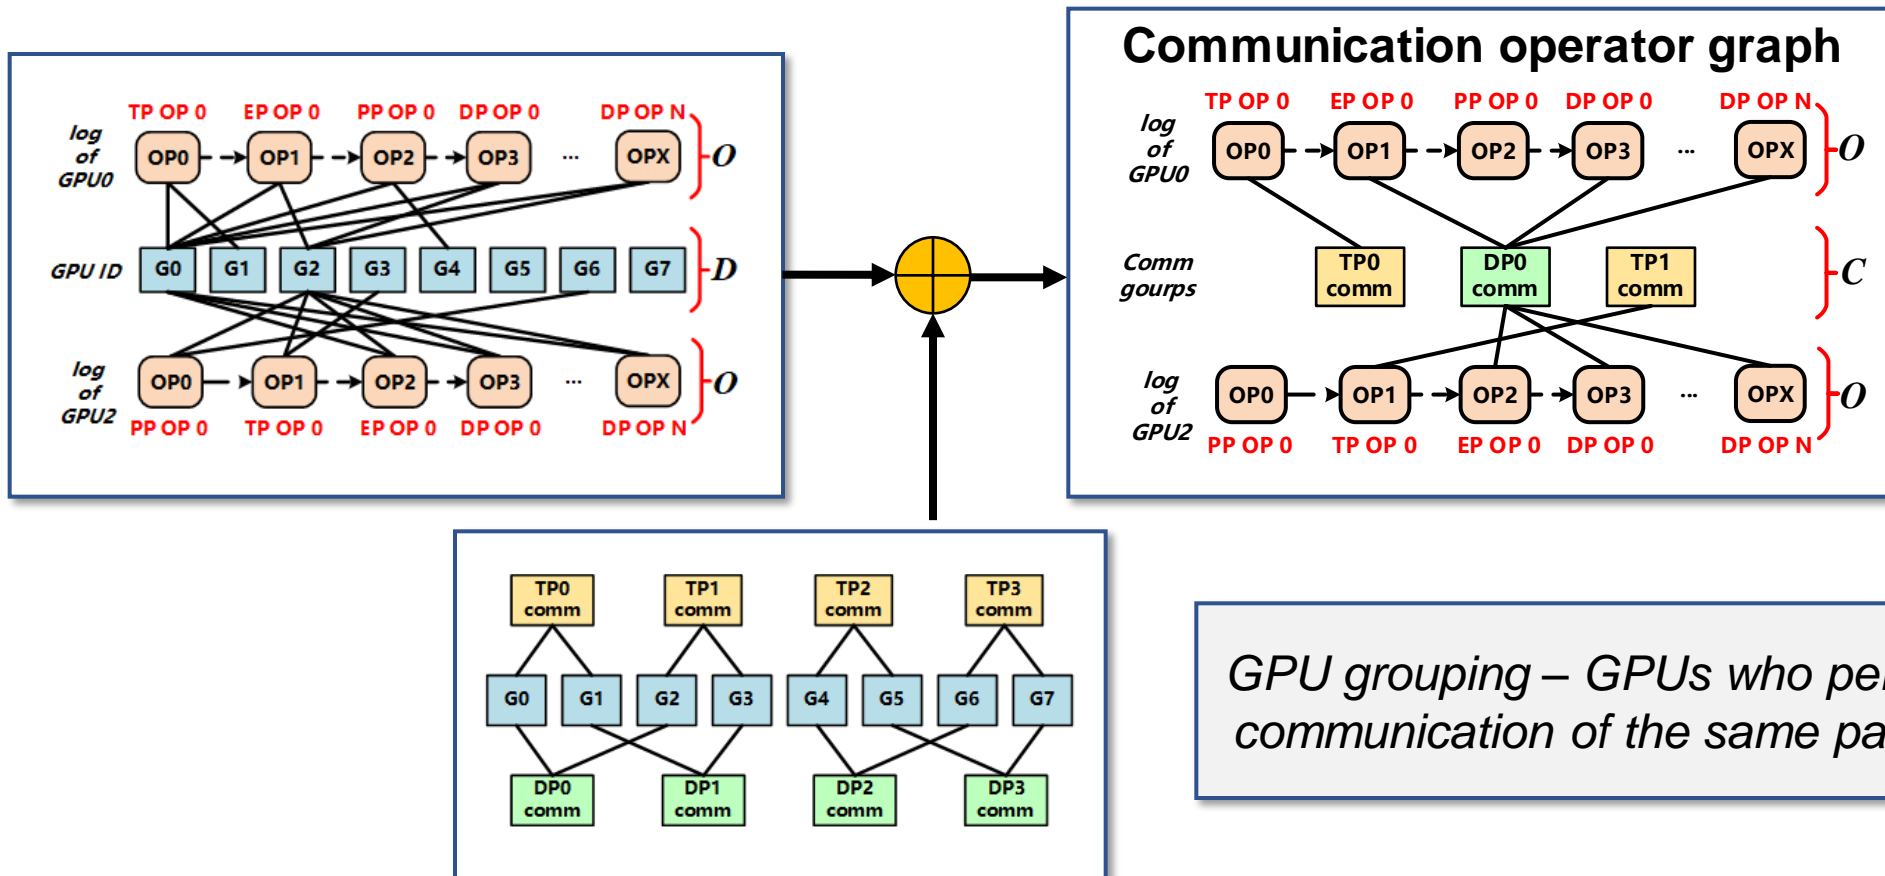 TP OP 0 EP OP 0 PP OP 0 DP OP 0 DP OP N
log of GPU0
OP0 OP1 OP2 OP3 ... OPX O
GPU ID G0 G1 G2 G3 G4 G5 G6 G7 D
log of GPU2
OP0 OP1 OP2 OP3 ... OPX O
PP OP 0 TP OP 0 EP OP 0 DP OP 0 DP OP N
Communication operator graph
TP OP 0 EP OP 0 PP OP 0 DP OP 0 DP OP N
log of GPU0
OP0 OP1 OP2 OP3 ... OPX O
Comm gourps
TP0 comm DP0 comm TP1 comm C
log of GPU2
OP0 OP1 OP2 OP3 ... OPX O
PP OP 0 TP OP 0 EP OP 0 DP OP 0 DP OP N
TP0 comm TP1 comm TP2 comm TP3 comm
G0 G1 G2 G3 G4 G5 G6 G7
DP0 comm DP1 comm DP2 comm DP3 comm
GPU grouping – GPUs who pe
communication of the same pa